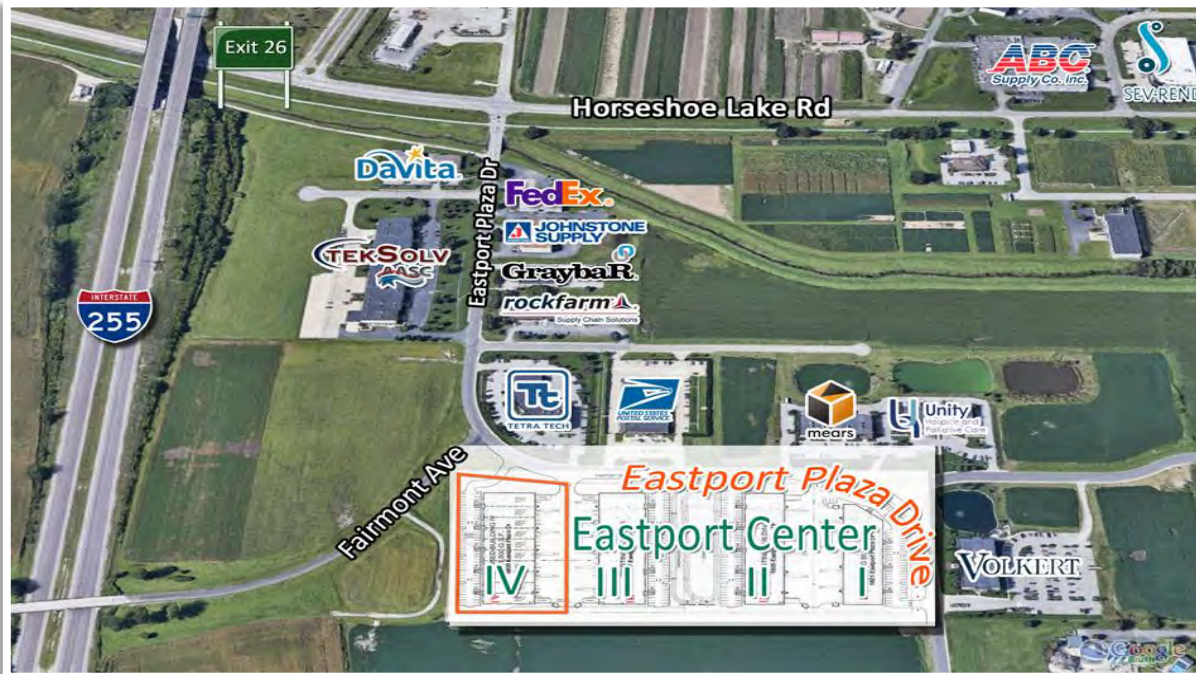 Exit 26
ABC
Supply Co. Inc.
SEV-REND
Horseshoe Lake Rd
DaVita.
FedEx.
Eastport Plaza Dr
JOHNSTONE
SUPPLY
TEKSOLV
AASC
GraybaR.
rockfarm
Supply Chain Solutions
INTERSTATE
255
Tt
TETRA TECH
UNITED STATES
POSTAL SERVICE
mears
Unity
Hospice and
Palliative Care
Fairmont Ave
Eastport Plaza Drive
Eastport Center
IV
III
II
I
VOLKERT
Google